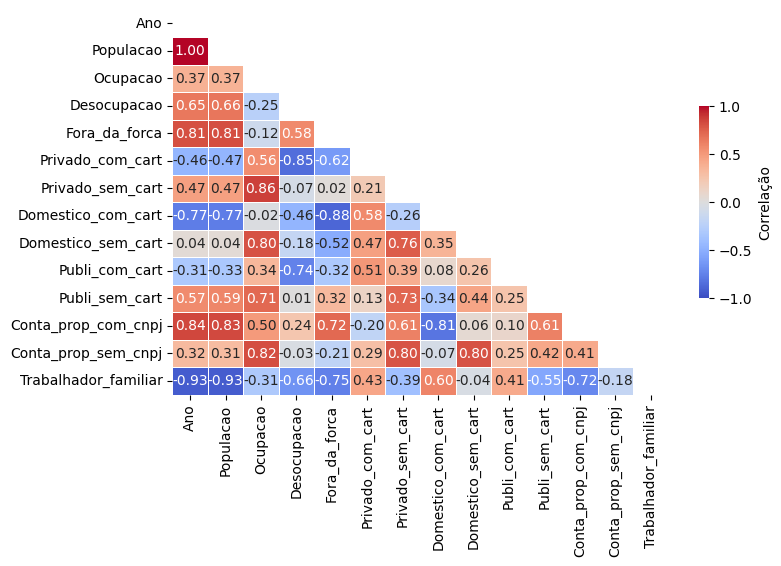 Ano
Populacao 1.00
Ocupacao 0.37 0.37
Desocupacao 0.65 0.66 -0.25
Fora_da_forca 0.81 0.81 -0.12 0.58
Privado_com_cart -0.46 -0.47 0.56 -0.85 -0.62
Privado_sem_cart 0.47 0.47 0.86 -0.07 0.02 0.21
Domestico_com_cart -0.77 -0.77 -0.02 -0.46 -0.88 0.58 -0.26
Domestico_sem_cart 0.04 0.04 0.80 -0.18 -0.52 0.47 0.76 0.35
Publi_com_cart -0.31 -0.33 0.34 -0.74 -0.32 0.51 0.39 0.08 0.26
Publi_sem_cart 0.57 0.59 0.71 0.01 0.32 0.13 0.73 -0.34 0.44 0.25
Conta_prop_com_cnpj 0.84 0.83 0.50 0.24 0.72 -0.20 0.61 -0.81 0.06 0.10 0.61
Conta_prop_sem_cnpj 0.32 0.31 0.82 -0.03 -0.21 0.29 0.80 -0.07 0.80 0.25 0.42 0.41
Trabalhador_familiar -0.93 -0.93 -0.31 -0.66 -0.75 0.43 -0.39 0.60 -0.04 0.41 -0.55 -0.72 -0.18
Ano
Populacao
Ocupacao
Desocupacao
Fora_da_forca
Privado_com_cart
Privado_sem_cart
Domestico_com_cart
Domestico_sem_cart
Publi_com_cart
Publi_sem_cart
Conta_prop_com_cnpj
Conta_prop_sem_cnpj
Trabalhador_familiar
1.0
0.5
0.0
−0.5
−1.0
Correlação